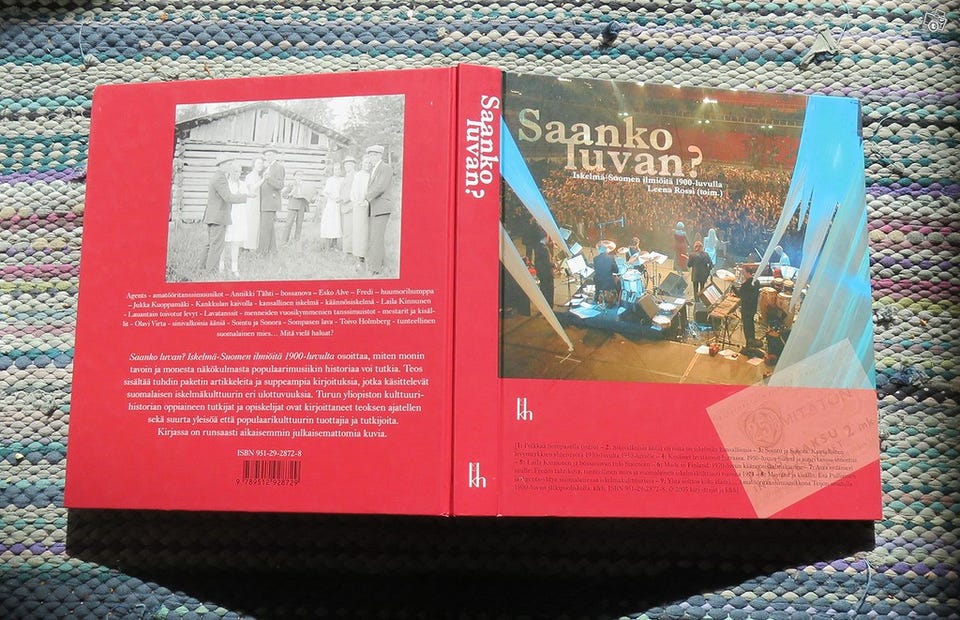 Agents - amatööritanssimuusikot - Annikki Tähti - bossanova - Esko Alve - Fredi - huumorihumppa
- Jukka Kuoppamäki - Kankkulan kaivolla - kansallinen iskelmä - käännösiskelmä - Laila Kinnunen
- Lauantain toivotut levyt - Lavatanssit - menneiden vuosikymmenien tanssimuistot - mestarit ja kisäl-
lit - Olavi Virta - sinivalkoisia ääniä - Sointu ja Sonora - Sompasen lava - Toivo Holmberg - tunteellinen
suomalainen mies... Mitä vielä haluat?
Saanko luvan? Iskelmä-Suomen ilmiöitä 1900-luvulta osoittaa, miten monin
tavoin ja monesta näkökulmasta populaarimusiikin historiaa voi tutkia. Teos
sisältää tuhdin paketin artikkeleita ja suppeampia kirjoituksia, jotka käsittelevät
suomalaisen iskelmäkulttuurin eri ulottuvuuksia. Turun yliopiston kulttuuri-
historian oppiaineen tutkijat ja opiskelijat ovat kirjoittaneet teoksen ajatellen
sekä suurta yleisöä että populaarikulttuurin tuottajia ja tutkijoita.
Kirjassa on runsaasti aikaisemmin julkaisemattomia kuvia.
ISBN 951-29-2872-8
9 789512 928729
Saanko
luvan?
kh
Saanko
luvan?
Iskelmä-Suomen ilmiöitä 1900-luvulla
Leena Rossi (toim.)
kh
MAKSU 2 mk